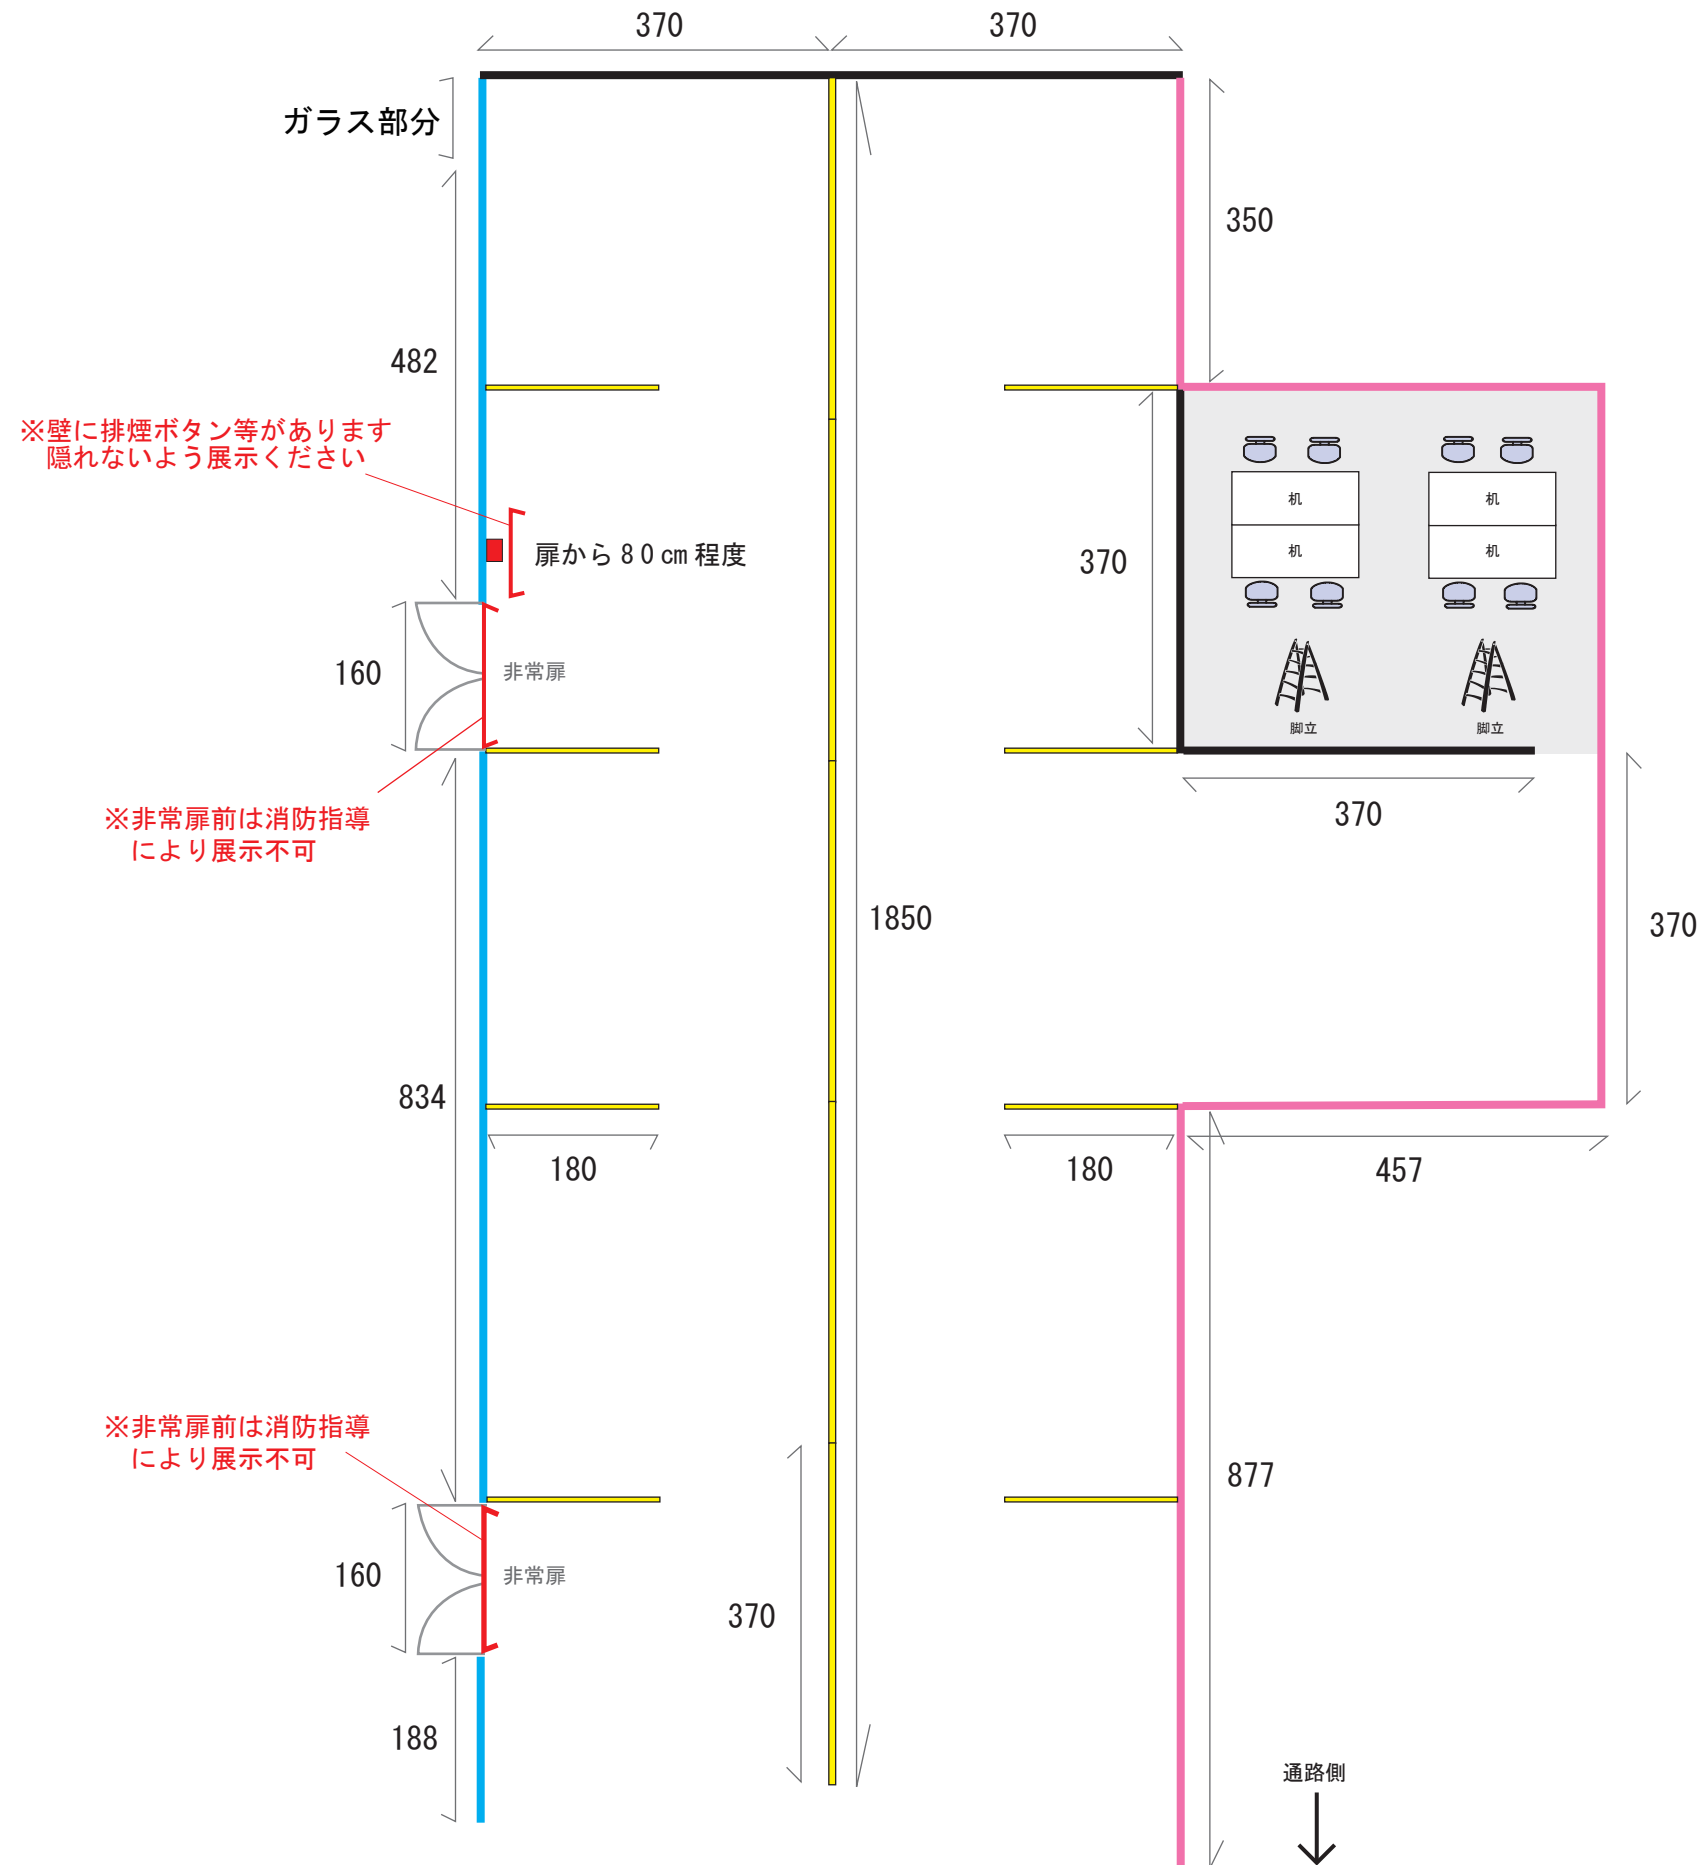 370
370
ガラス部分
350
482
※壁に排煙ボタン等があります
隠れないよう展示ください
机
机
机
机
扉から80cm程度
370
160
非常扉
脚立
脚立
※非常扉前は消防指導
により展示不可
370
1850
370
834
180
180
457
※非常扉前は消防指導
により展示不可
877
160
非常扉
370
188
通路側